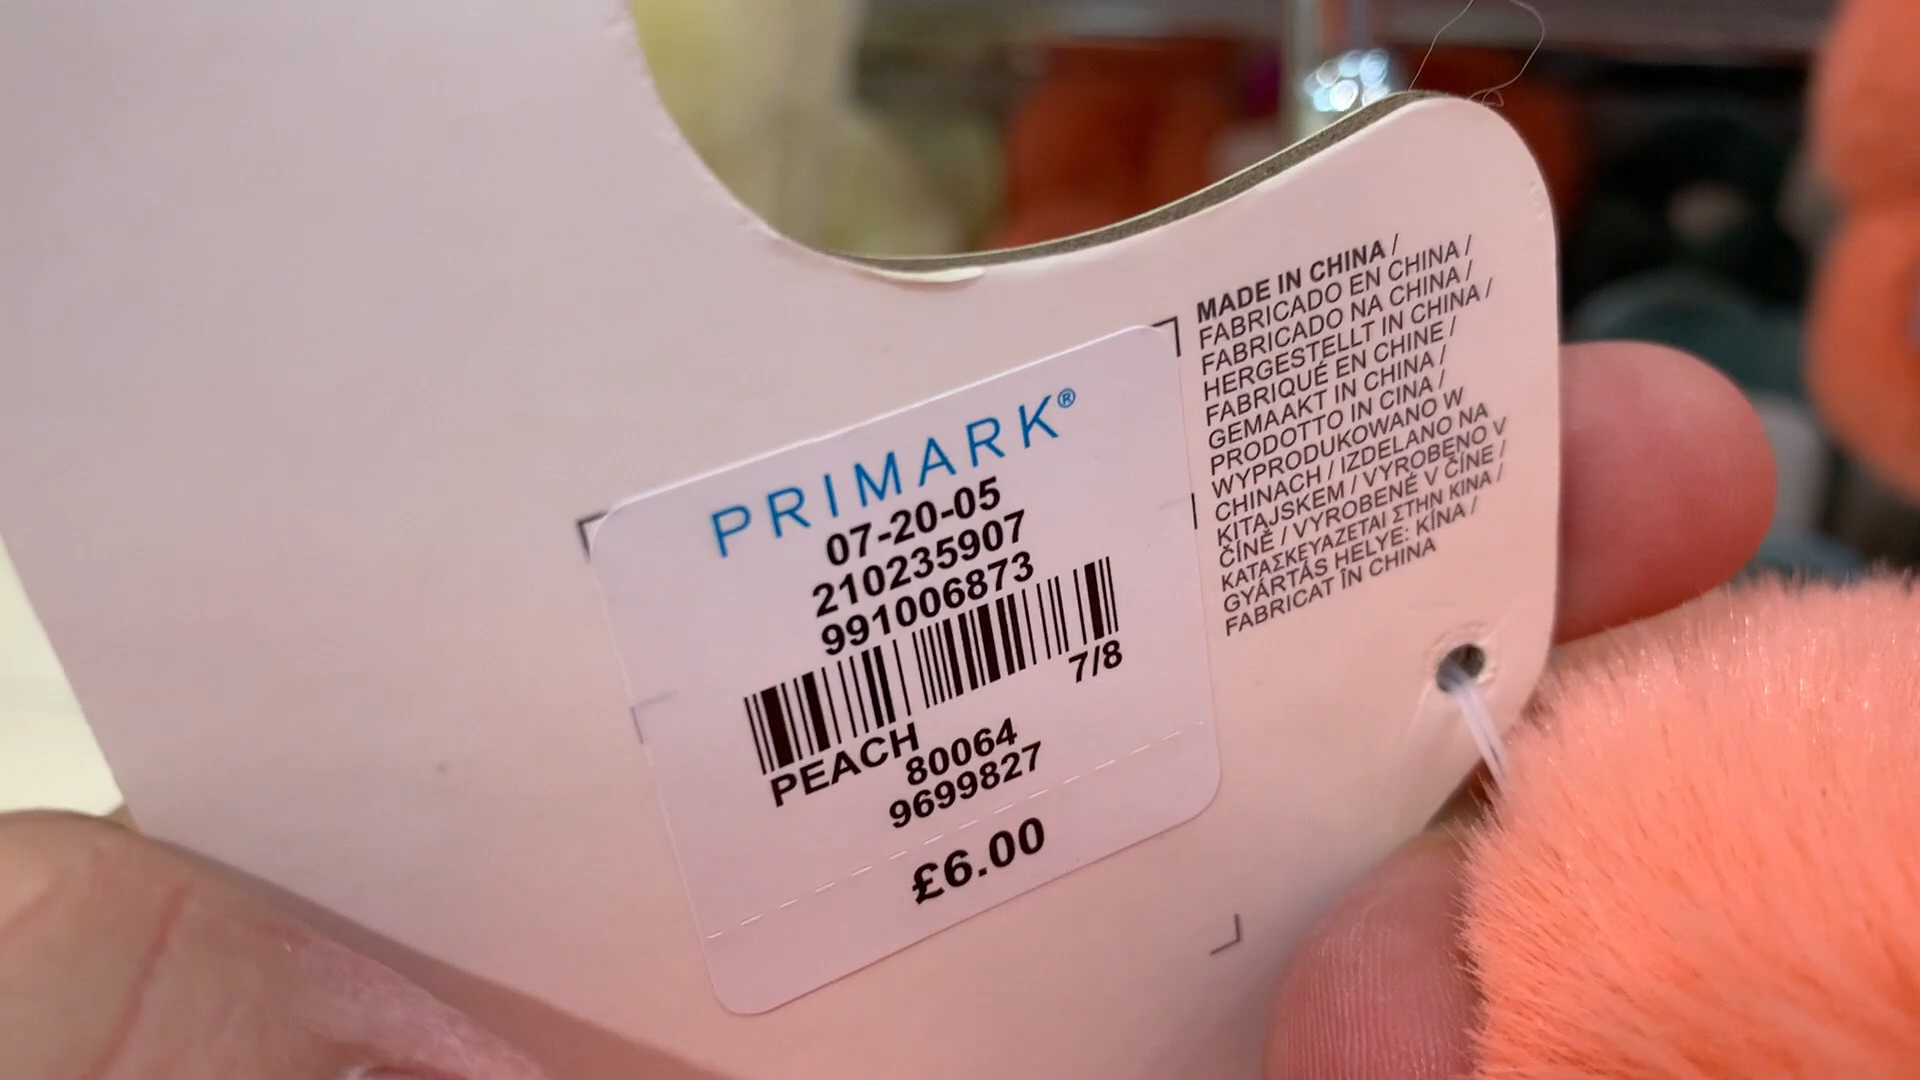 PRIMARK®
07-20-05
210235907
991006873
7/8
PEACH
80064
9699827
£6.00
MADE IN CHINA /
FABRICADO EN CHINA /
FABRICADO NA CHINA /
HERGESTELLT IN CHINA /
FABRIQUÉ EN CHINE /
GEMAAKT IN CHINA /
PRODOTTO IN CINA /
WYPRODUKOWANO W
CHINACH / IZDELANO NA
KITAJSKEM / VYROBENO V
ČÍNĚ / VYROBENÉ V ČÍNE /
ΚΑΤΑΣΚΕΥΑΖΕΤΑΙ ΣΤΗΝ ΚΙΝΑ /
GYÁRTÁS HELYE: KÍNA /
FABRICAT ÎN CHINA